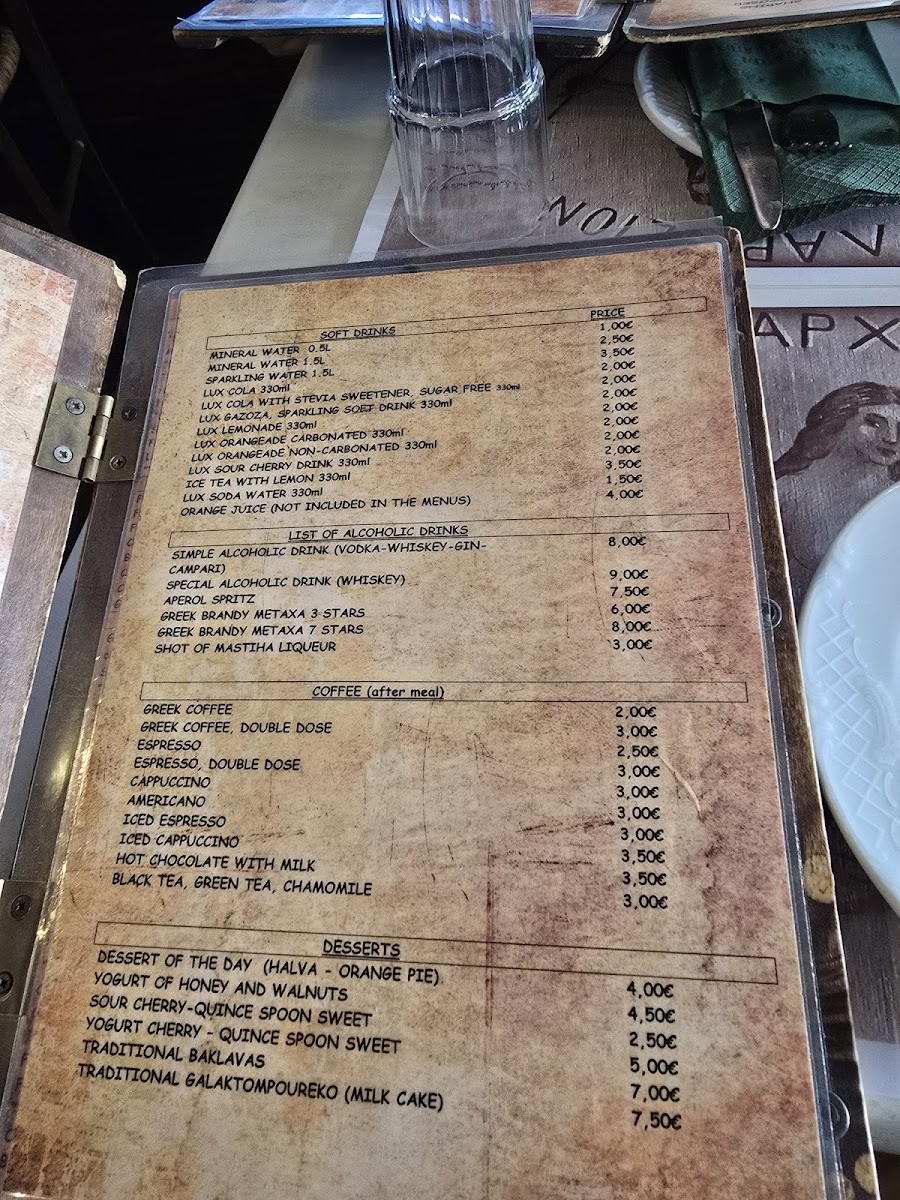 SOFT DRINKS PRICE
MINERAL WATER 0.5L 1,00€
MINERAL WATER 1.5L 2,50€
SPARKLING WATER 1.5L 3,50€
LUX COLA 330ml 2,00€
LUX COLA WITH STEVIA SWEETENER, SUGAR FREE 330ml 2,00€
LUX GAZOZA, SPARKLING SOFT DRINK 330ml 2,00€
LUX LEMONADE 330ml 2,00€
LUX ORANGEADE CARBONATED 330ml 2,00€
LUX ORANGEADE NON-CARBONATED 330ml 2,00€
LUX SOUR CHERRY DRINK 330ml 2,00€
ICE TEA WITH LEMON 330ml 3,50€
LUX SODA WATER 330ml 1,50€
ORANGE JUICE (NOT INCLUDED IN THE MENUS) 4,00€
LIST OF ALCOHOLIC DRINKS
SIMPLE ALCOHOLIC DRINK (VODKA-WHISKEY-GIN- 8,00€
CAMPARI)
SPECIAL ALCOHOLIC DRINK (WHISKEY) 9,00€
APEROL SPRITZ 7,50€
GREEK BRANDY METAXA 3 STARS 6,00€
GREEK BRANDY METAXA 7 STARS 8,00€
SHOT OF MASTIHA LIQUEUR 3,00€
COFFEE (after meal)
GREEK COFFEE 2,00€
GREEK COFFEE, DOUBLE DOSE 3,00€
ESPRESSO 2,50€
ESPRESSO, DOUBLE DOSE 3,00€
CAPPUCCINO 3,00€
AMERICANO 3,00€
ICED ESPRESSO 3,00€
ICED CAPPUCCINO 3,50€
HOT CHOCOLATE WITH MILK 3,50€
BLACK TEA, GREEN TEA, CHAMOMILE 3,00€
DESSERTS
DESSERT OF THE DAY (HALVA - ORANGE PIE) 4,00€
YOGURT OF HONEY AND WALNUTS 4,50€
SOUR CHERRY-QUINCE SPOON SWEET 2,50€
YOGURT CHERRY - QUINCE SPOON SWEET 5,00€
TRADITIONAL BAKLAVAS 7,00€
TRADITIONAL GALAKTOMPOUREKO (MILK CAKE) 7,50€
ΑΡΧ